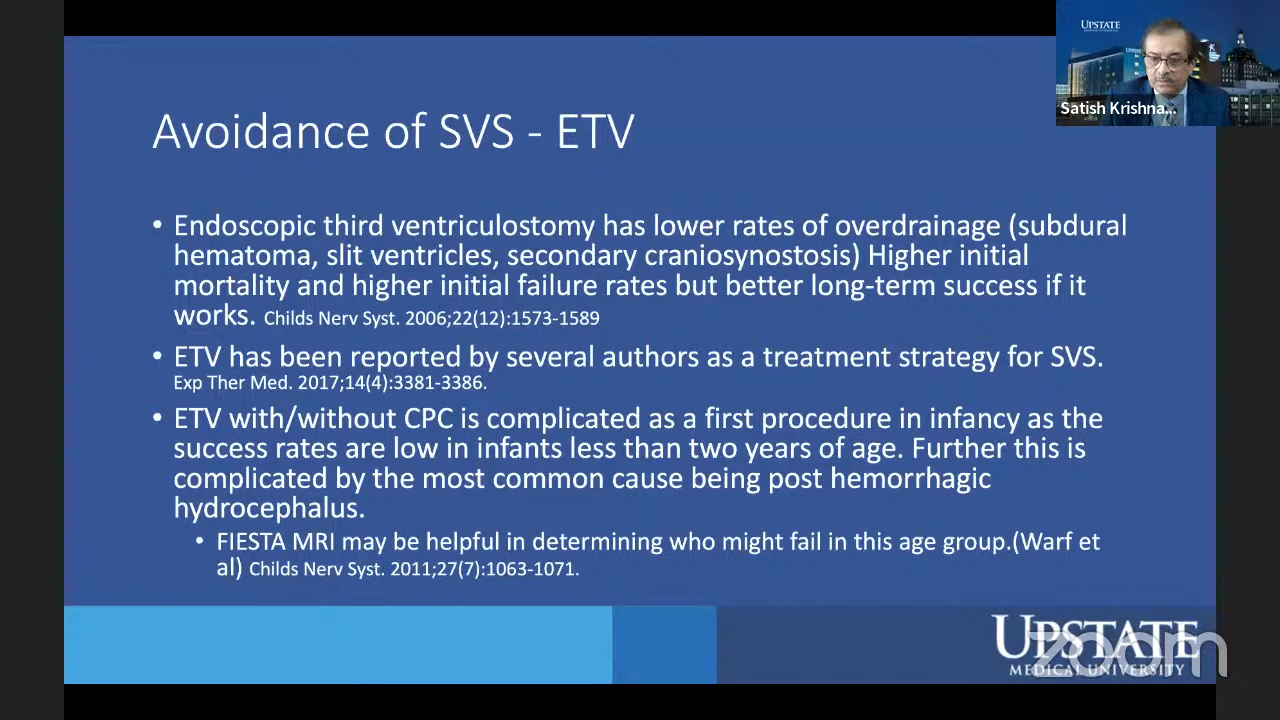 UPSTATE
Satish Krishna...
Avoidance of SVS - ETV
• Endoscopic third ventriculostomy has lower rates of overdrainage (subdural
hematoma, slit ventricles, secondary craniosynostosis) Higher initial
mortality and higher initial failure rates but better long-term success if it
works. Childs Nerv Syst. 2006;22(12):1573-1589
• ETV has been reported by several authors as a treatment strategy for SVS.
Exp Ther Med. 2017;14(4):3381-3386.
• ETV with/without CPC is complicated as a first procedure in infancy as the
success rates are low in infants less than two years of age. Further this is
complicated by the most common cause being post hemorrhagic
hydrocephalus.
• FIESTA MRI may be helpful in determining who might fail in this age group.(Warf et
al) Childs Nerv Syst. 2011;27(7):1063-1071.
UPSTATE
MEDICAL UNIVERSITY
zoom